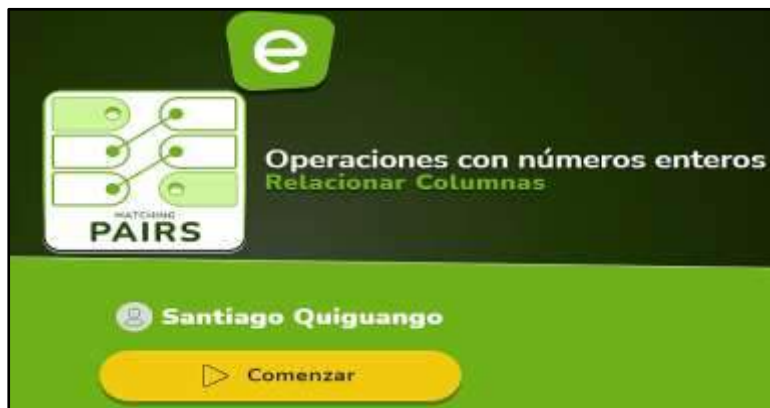 e
Operaciones con números enteros
Relacionar Columnas
MATCHING
PAIRS
Santiago Quiguango
Comenzar